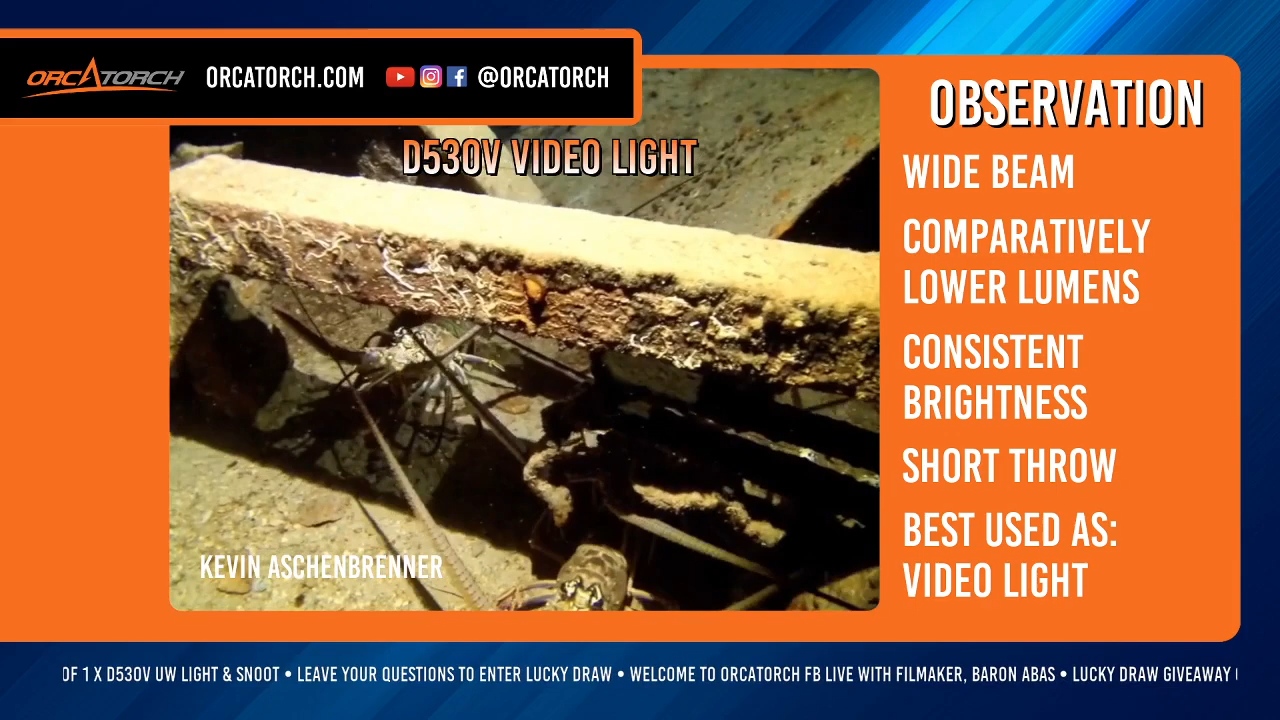 ORCATORCH
ORCATORCH.COM
@ORCATORCH
D530V VIDEO LIGHT
KEVIN ASCHENBRENNER
OBSERVATION
WIDE BEAM
COMPARATIVELY
LOWER LUMENS
CONSISTENT
BRIGHTNESS
SHORT THROW
BEST USED AS:
VIDEO LIGHT
OF 1 X D530V UW LIGHT & SNOOT • LEAVE YOUR QUESTIONS TO ENTER LUCKY DRAW • WELCOME TO ORCATORCH FB LIVE WITH FILMAKER, BARON ABAS • LUCKY DRAW GIVEAWAY